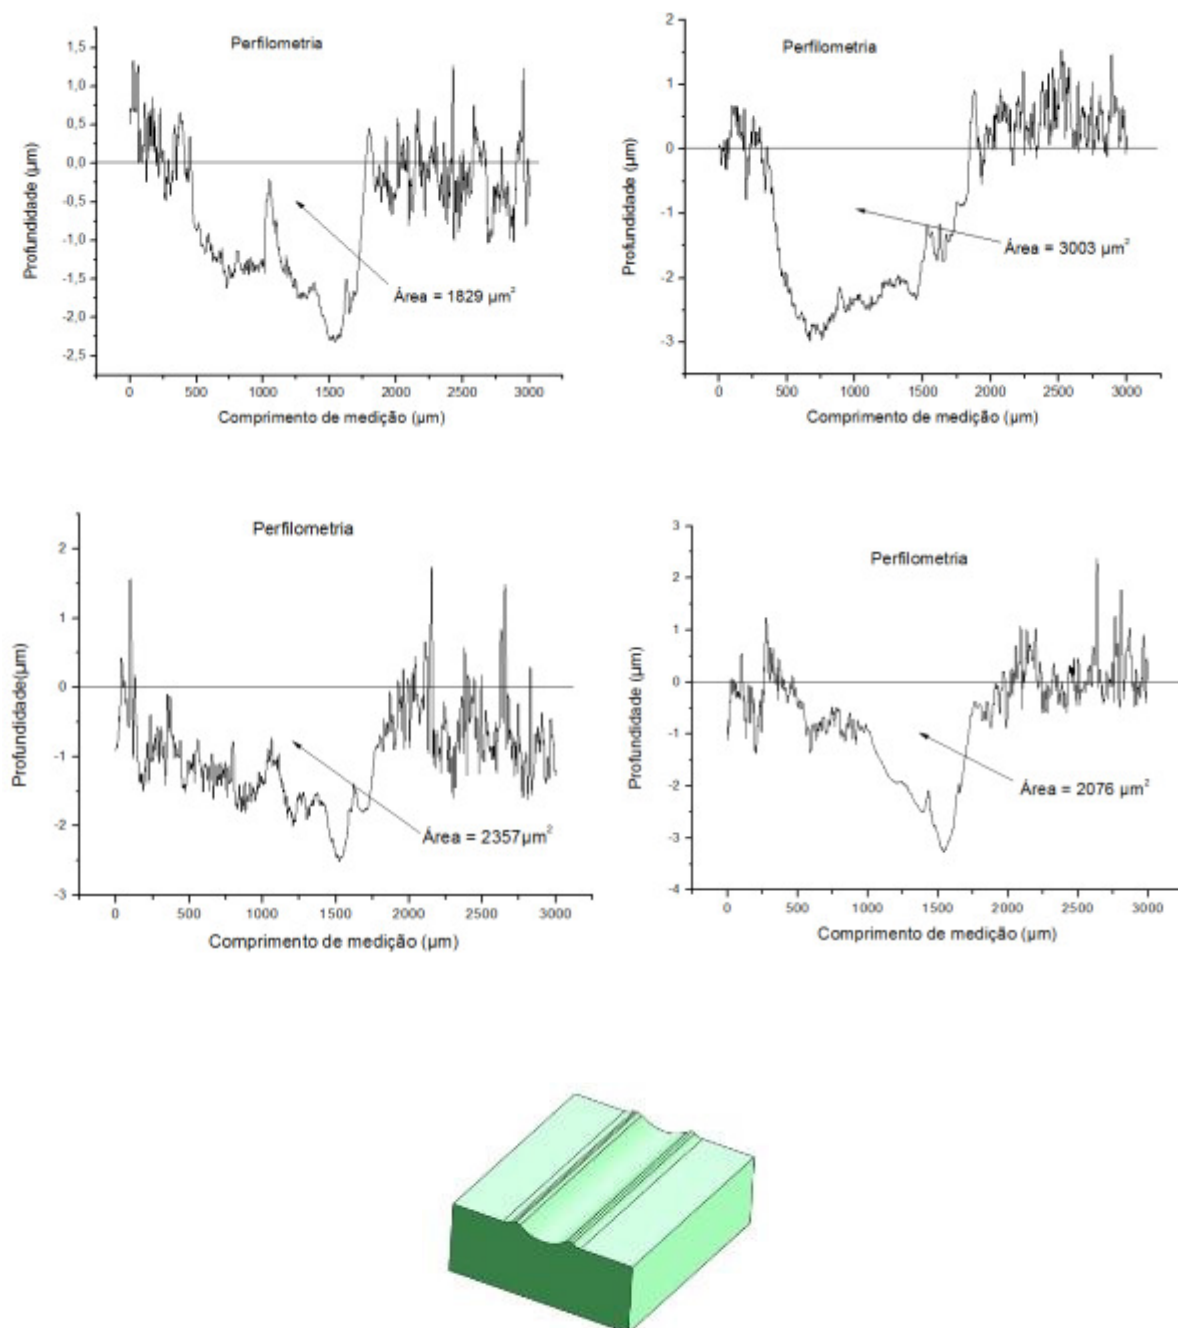 Perfilometria
1,5
1,0
0,5
0,0
-0,5
-1,0
-1,5
-2,0
-2,5
Profundidade (µm)
Área = 1829 µm²
0 500 1000 1500 2000 2500 3000
Comprimento de medição (µm)
Perfilometria
2
1
0
-1
-2
-3
Profundidade (µm)
Área = 3003 µm²
0 500 1000 1500 2000 2500 3000
Comprimento de medição (µm)
Perfilometria
2
1
0
-1
-2
-3
Profundidade(µm)
Área = 2357µm²
0 500 1000 1500 2000 2500 3000
Comprimento de medição (µm)
Perfilometria
3
2
1
0
-1
-2
-3
-4
Profundidade (µm)
Área = 2076 µm²
0 500 1000 1500 2000 2500 3000
Comprimento de medição (µm)